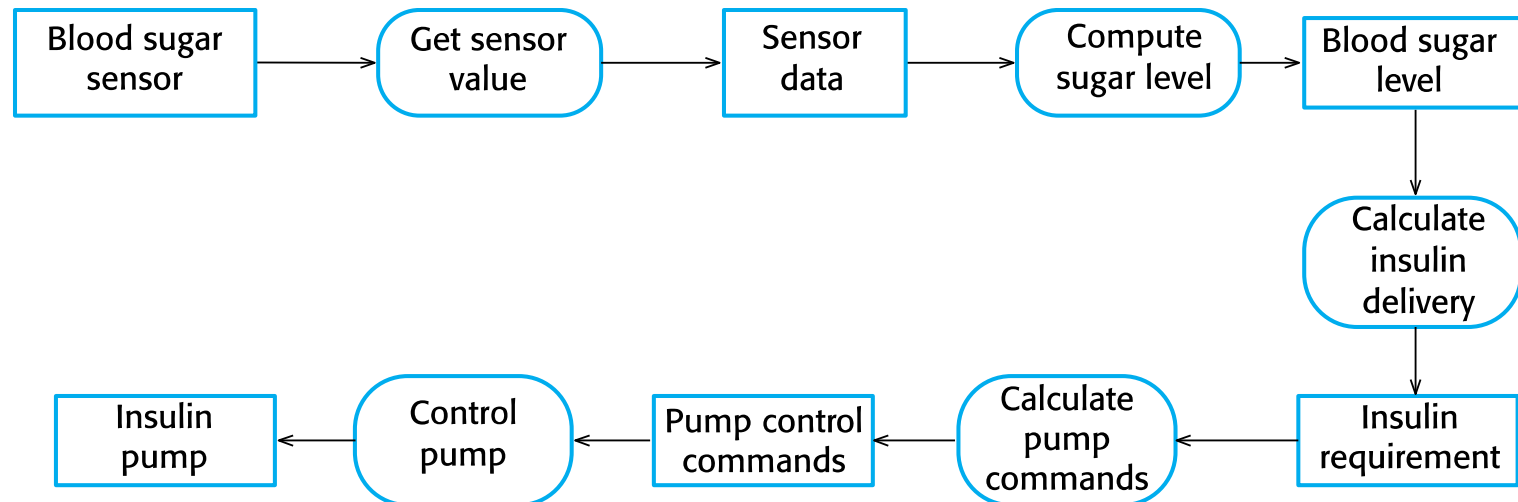 Blood sugar
sensor
Get sensor
value
Sensor
data
Compute
sugar level
Blood sugar
level
Calculate
insulin
delivery
Insulin
requirement
Calculate
pump
commands
Pump control
commands
Control
pump
Insulin
pump